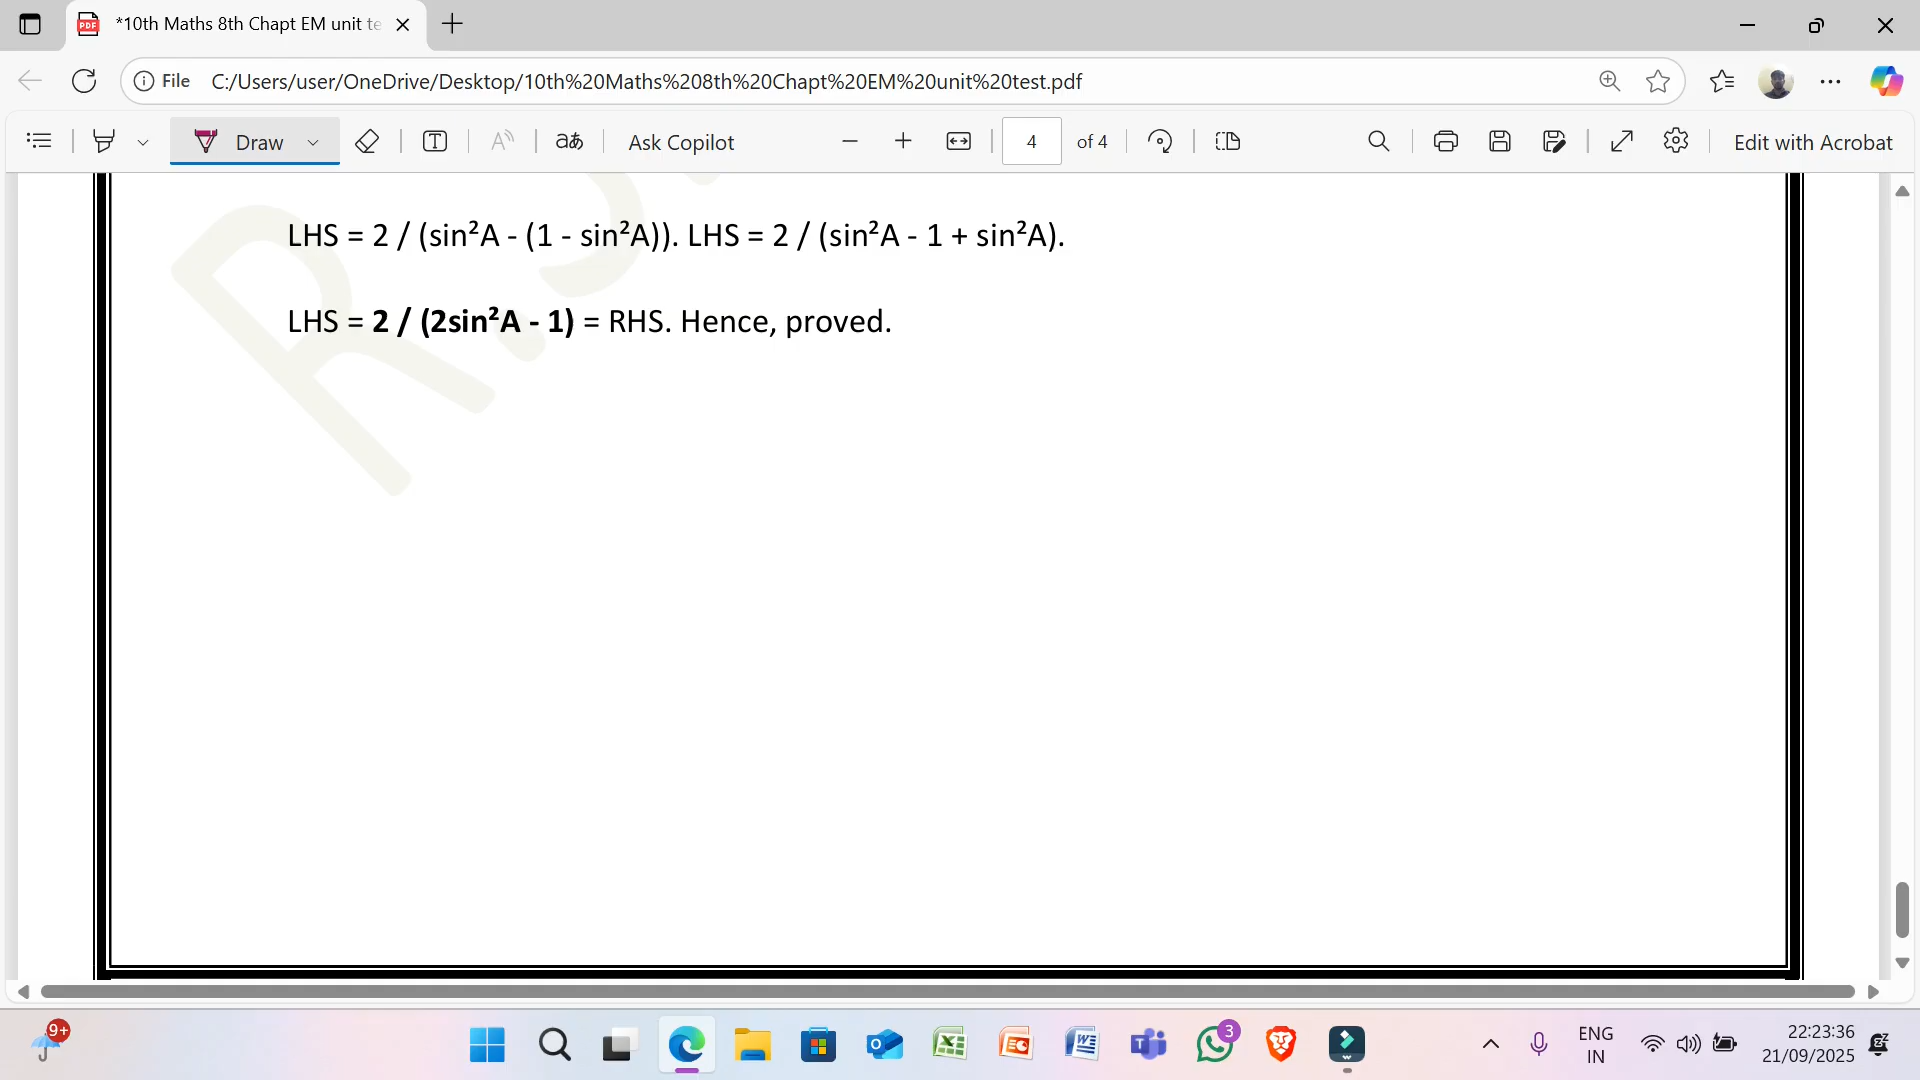 *10th Maths 8th Chapt EM unit te
File C:/Users/user/OneDrive/Desktop/10th%20Maths%208th%20Chapt%20EM%20unit%20test.pdf
Draw T aあ Ask Copilot 4 of 4 Edit with Acrobat
LHS = 2 / (sin²A - (1 - sin²A)). LHS = 2 / (sin²A - 1 + sin²A).
LHS = 2 / (2sin²A - 1) = RHS. Hence, proved.
R.S
9+ 3 ENG IN 22:23:36
21/09/2025